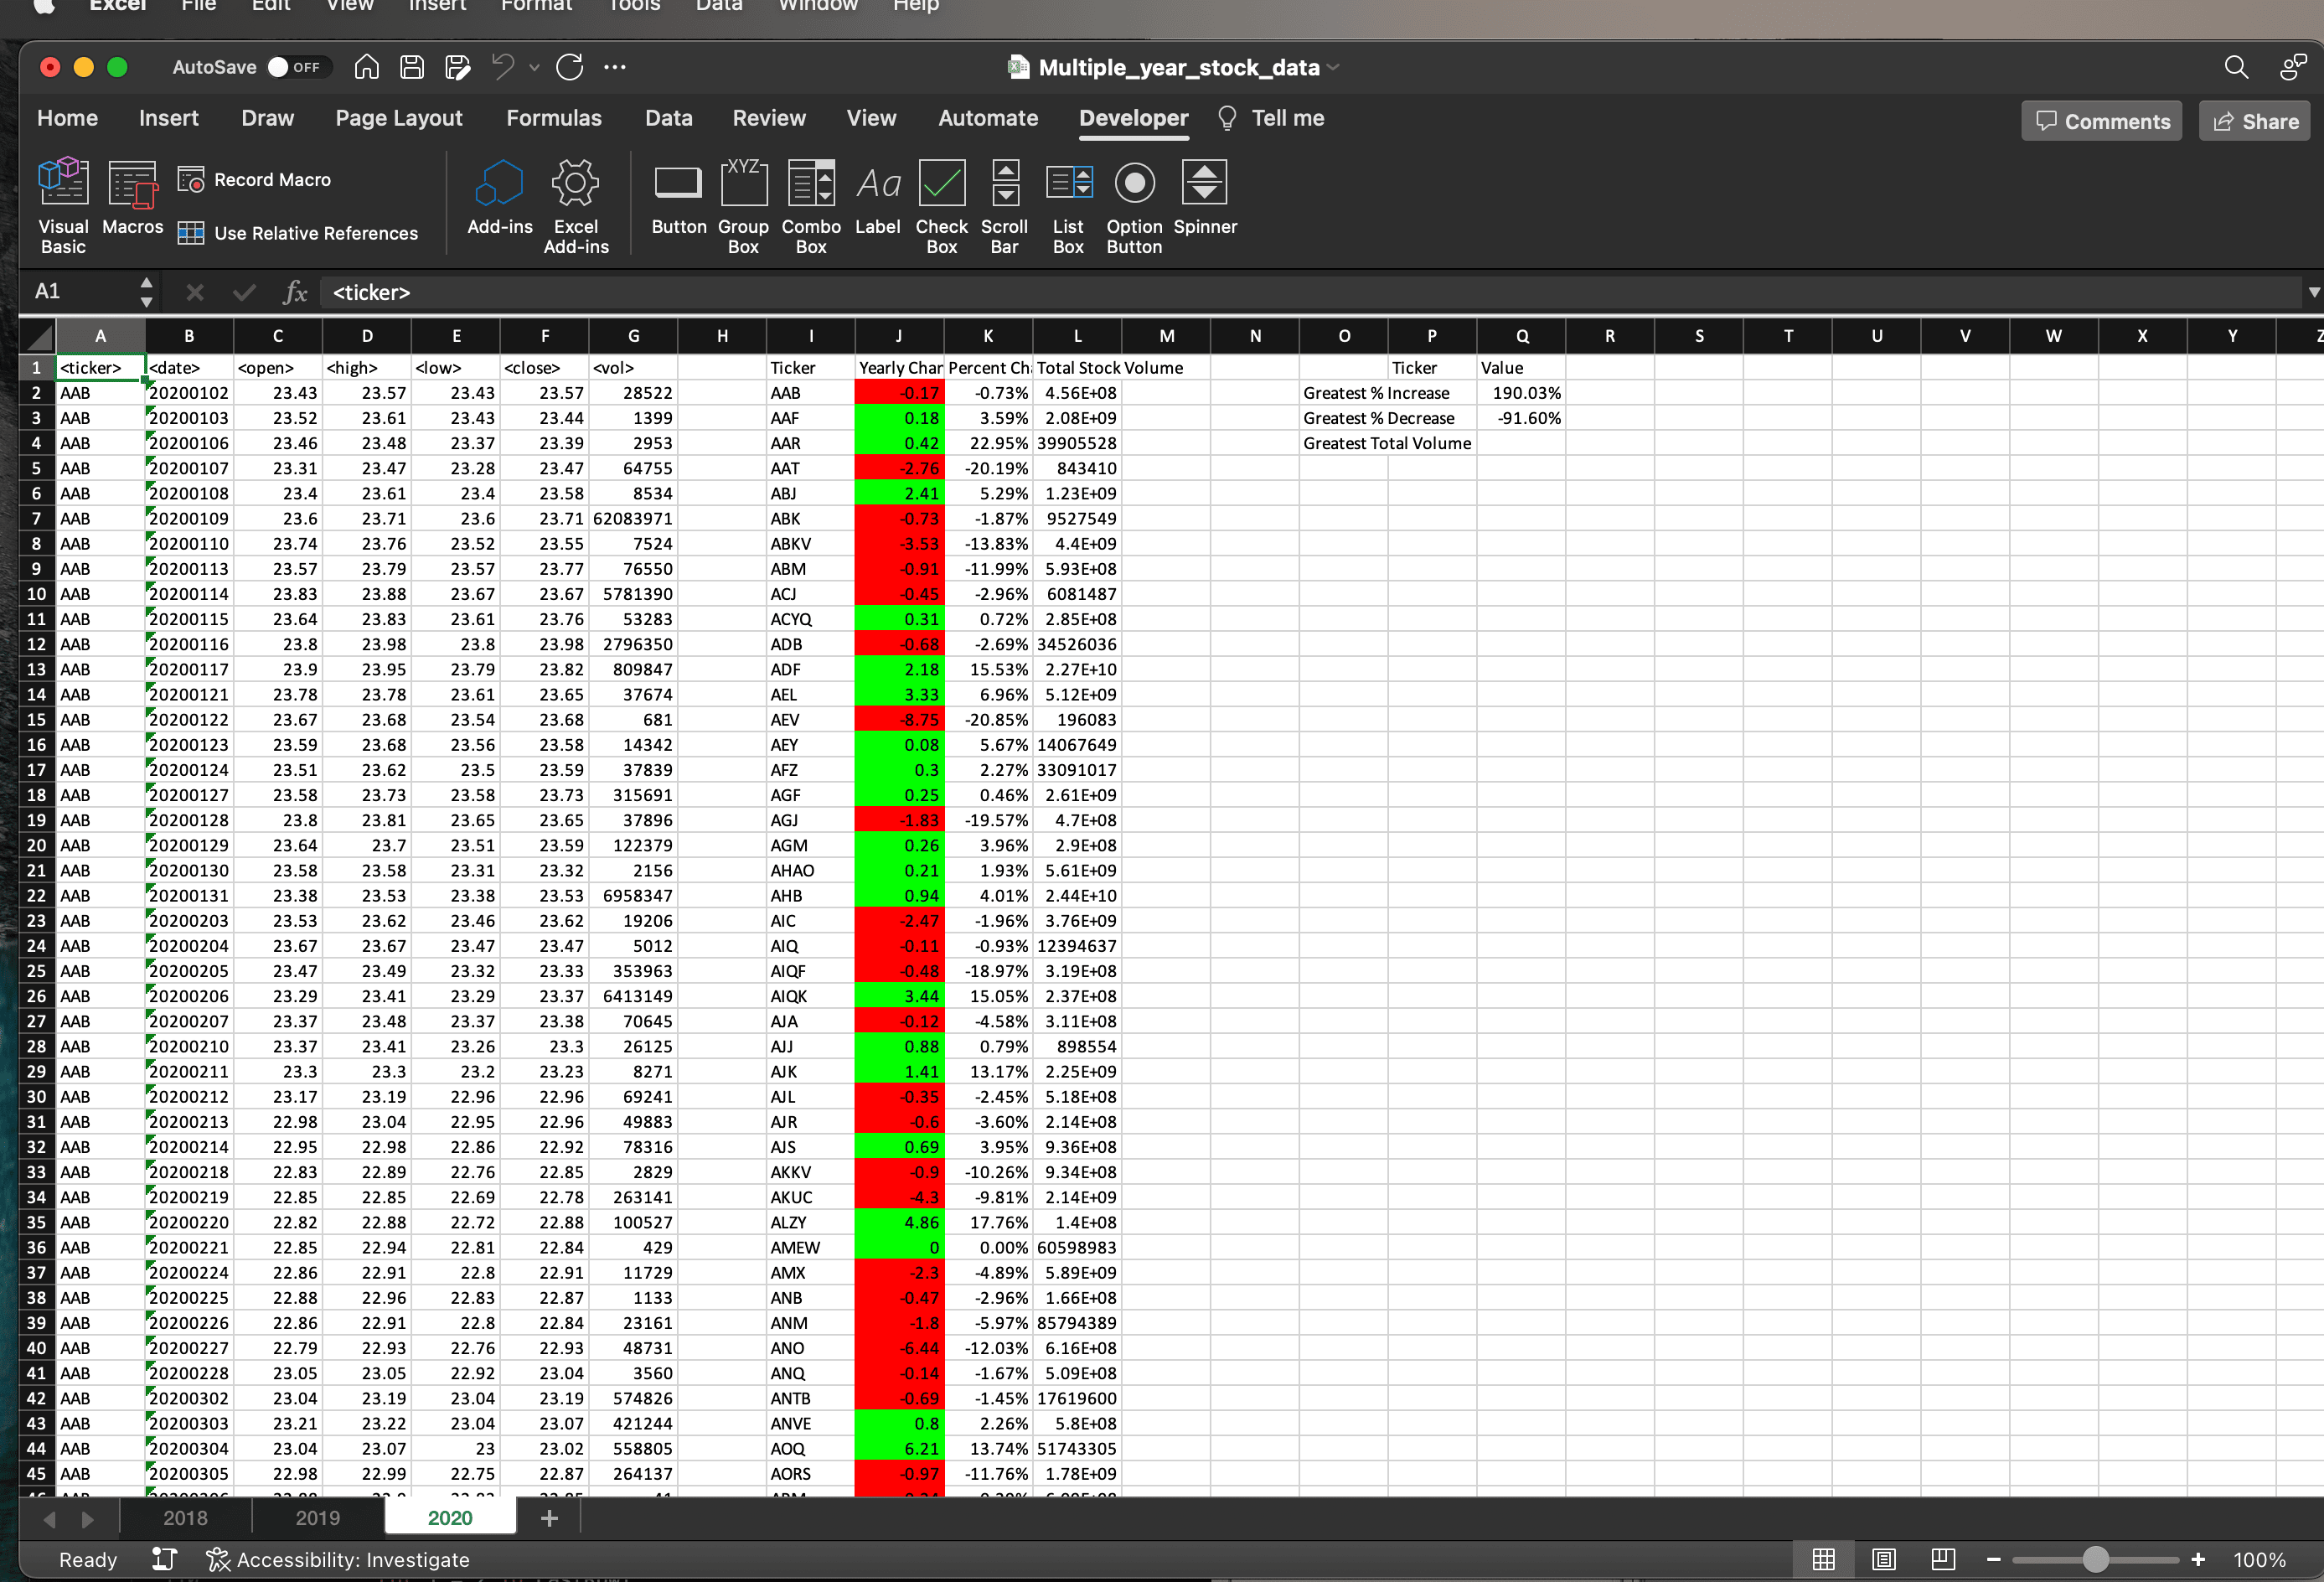 Excel File Edit View Insert Format Tools Data Window Help
AutoSave OFF Multiple_year_stock_data
Home Insert Draw Page Layout Formulas Data Review View Automate Developer Tell me Comments Share
Visual Basic Macros Record Macro Use Relative References Add-ins Excel Add-ins Button XYZ Group Box Combo Box Aa Label Check Box Scroll Bar List Box Option Button Spinner
A1 fx <ticker>
A B C D E F G H I J K L M N O P Q R S T U V W X Y Z
1 <ticker> <date> <open> <high> <low> <close> <vol> Ticker Yearly Char Percent Ch Total Stock Volume Ticker Value
2 AAB 20200102 23.43 23.57 23.43 23.57 28522 AAB -0.17 -0.73% 4.56E+08 Greatest % Increase 190.03%
3 AAB 20200103 23.52 23.61 23.43 23.44 1399 AAF 0.18 3.59% 2.08E+09 Greatest % Decrease -91.60%
4 AAB 20200106 23.46 23.48 23.37 23.39 2953 AAR 0.42 22.95% 39905528 Greatest Total Volume
5 AAB 20200107 23.31 23.47 23.28 23.47 64755 AAT -2.76 -20.19% 843410
6 AAB 20200108 23.4 23.61 23.4 23.58 8534 ABJ 2.41 5.29% 1.23E+09
7 AAB 20200109 23.6 23.71 23.6 23.71 62083971 ABK -0.73 -1.87% 9527549
8 AAB 20200110 23.74 23.76 23.52 23.55 7524 ABKV -3.53 -13.83% 4.4E+09
9 AAB 20200113 23.57 23.79 23.57 23.77 76550 ABM -0.91 -11.99% 5.93E+08
10 AAB 20200114 23.83 23.88 23.67 23.67 5781390 ACJ -0.45 -2.96% 6081487
11 AAB 20200115 23.64 23.83 23.61 23.76 53283 ACYQ 0.31 0.72% 2.85E+08
12 AAB 20200116 23.8 23.98 23.8 23.98 2796350 ADB -0.68 -2.69% 34526036
13 AAB 20200117 23.9 23.95 23.79 23.82 809847 ADF 2.18 15.53% 2.27E+10
14 AAB 20200121 23.78 23.78 23.61 23.65 37674 AEL 3.33 6.96% 5.12E+09
15 AAB 20200122 23.67 23.68 23.54 23.68 681 AEV -8.75 -20.85% 196083
16 AAB 20200123 23.59 23.68 23.56 23.58 14342 AEY 0.08 5.67% 14067649
17 AAB 20200124 23.51 23.62 23.5 23.59 37839 AFZ 0.3 2.27% 33091017
18 AAB 20200127 23.58 23.73 23.58 23.73 315691 AGF 0.25 0.46% 2.61E+09
19 AAB 20200128 23.8 23.81 23.65 23.65 37896 AGJ -1.83 -19.57% 4.7E+08
20 AAB 20200129 23.64 23.7 23.51 23.59 122379 AGM 0.26 3.96% 2.9E+08
21 AAB 20200130 23.58 23.58 23.31 23.32 2156 AHAO 0.21 1.93% 5.61E+09
22 AAB 20200131 23.38 23.53 23.38 23.53 6958347 AHB 0.94 4.01% 2.44E+10
23 AAB 20200203 23.53 23.62 23.46 23.62 19206 AIC -2.47 -1.96% 3.76E+09
24 AAB 20200204 23.67 23.67 23.47 23.47 5012 AIQ -0.11 -0.93% 12394637
25 AAB 20200205 23.47 23.49 23.32 23.33 353963 AIQF -0.48 -18.97% 3.19E+08
26 AAB 20200206 23.29 23.41 23.29 23.37 6413149 AIQK 3.44 15.05% 2.37E+08
27 AAB 20200207 23.37 23.48 23.37 23.38 70645 AJA -0.12 -4.58% 3.11E+08
28 AAB 20200210 23.37 23.41 23.26 23.3 26125 AJJ 0.88 0.79% 898554
29 AAB 20200211 23.3 23.3 23.2 23.23 8271 AJK 1.41 13.17% 2.25E+09
30 AAB 20200212 23.17 23.19 22.96 22.96 69241 AJL -0.35 -2.45% 5.18E+08
31 AAB 20200213 22.98 23.04 22.95 22.96 49883 AJR -0.6 -3.60% 2.14E+08
32 AAB 20200214 22.95 22.98 22.86 22.92 78316 AJS 0.69 3.95% 9.36E+08
33 AAB 20200218 22.83 22.89 22.76 22.85 2829 AKKV -0.9 -10.26% 9.34E+08
34 AAB 20200219 22.85 22.85 22.69 22.78 263141 AKUC -4.3 -9.81% 2.14E+09
35 AAB 20200220 22.82 22.88 22.72 22.88 100527 ALZY 4.86 17.76% 1.4E+08
36 AAB 20200221 22.85 22.94 22.81 22.84 429 AMEW 0 0.00% 60598983
37 AAB 20200224 22.86 22.91 22.8 22.91 11729 AMX -2.3 -4.89% 5.89E+09
38 AAB 20200225 22.88 22.96 22.83 22.87 1133 ANB -0.47 -2.96% 1.66E+08
39 AAB 20200226 22.86 22.91 22.8 22.84 23161 ANM -1.8 -5.97% 85794389
40 AAB 20200227 22.79 22.93 22.76 22.93 48731 ANO -6.44 -12.03% 6.16E+08
41 AAB 20200228 23.05 23.05 22.92 23.04 3560 ANQ -0.14 -1.67% 5.09E+08
42 AAB 20200302 23.04 23.19 23.04 23.19 574826 ANTB -0.69 -1.45% 17619600
43 AAB 20200303 23.21 23.22 23.04 23.07 421244 ANVE 0.8 2.26% 5.8E+08
44 AAB 20200304 23.04 23.07 23 23.02 558805 AOQ 6.21 13.74% 51743305
45 AAB 20200305 22.98 22.99 22.75 22.87 264137 AORS -0.97 -11.76% 1.78E+09
2018 2019 2020 +
Ready Accessibility: Investigate 100%